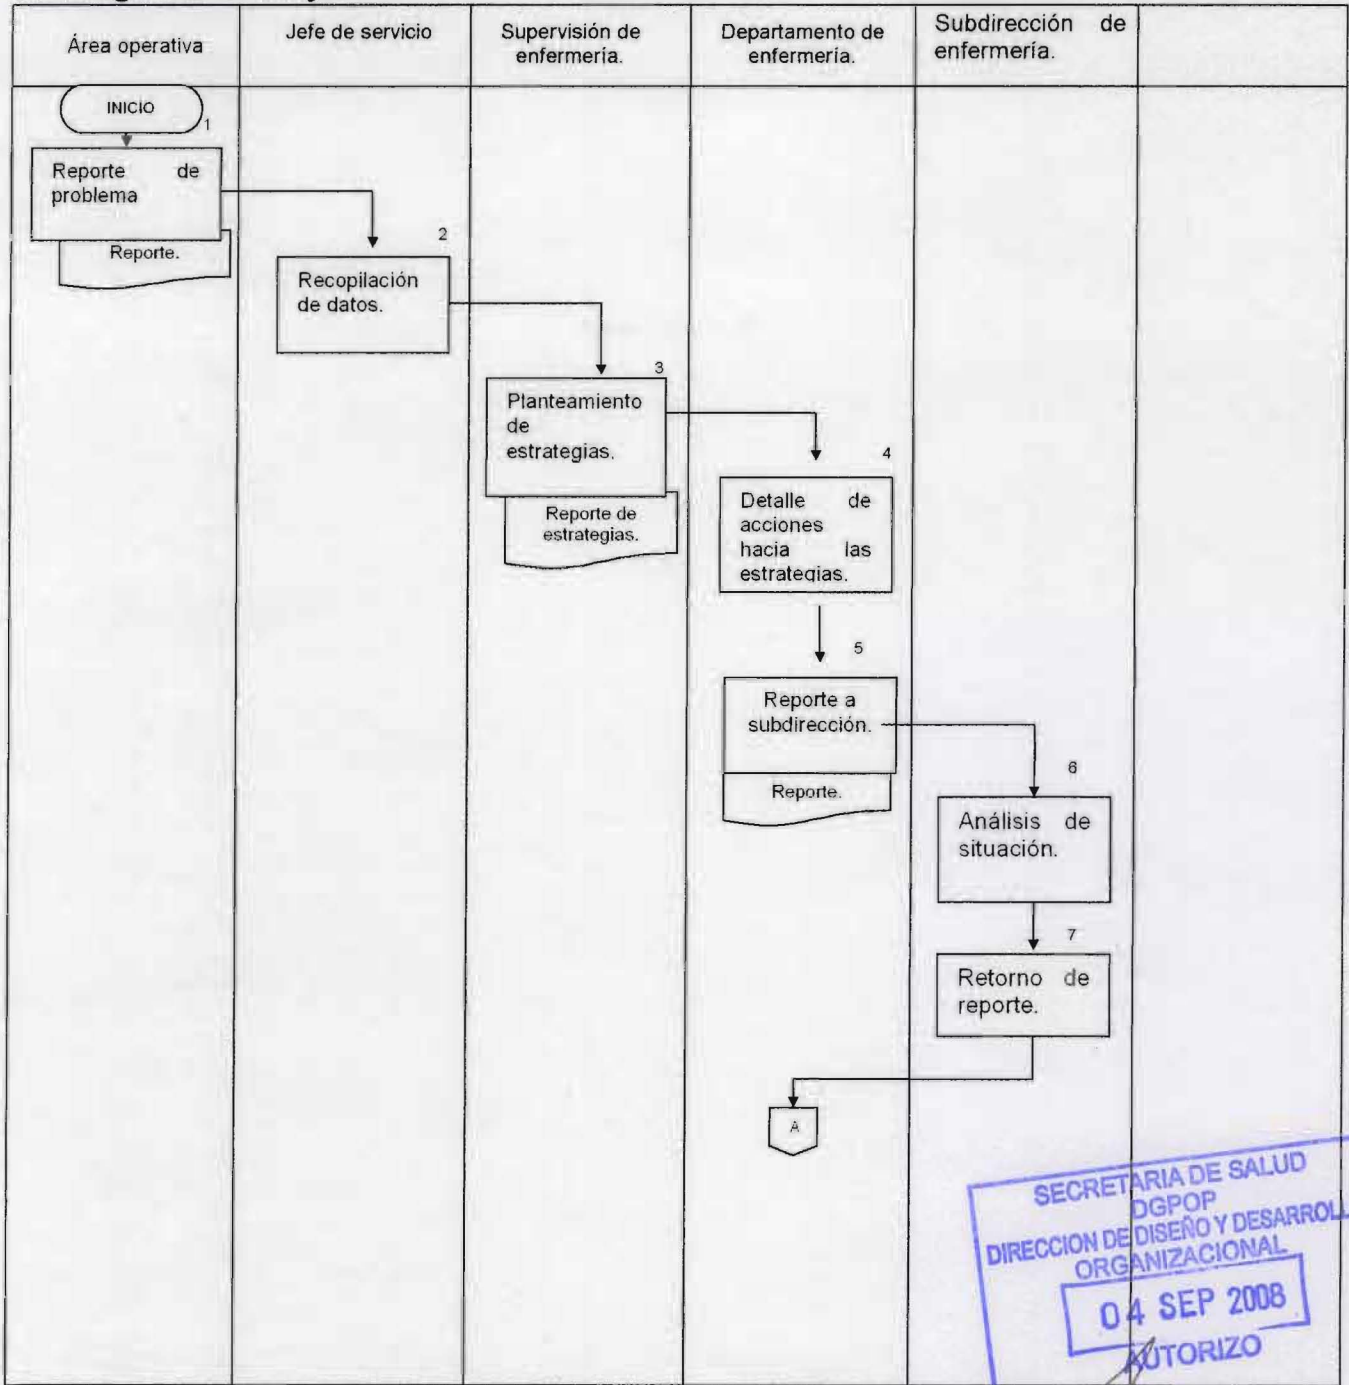 Área operativa
Jefe de servicio
Supervisión de
enfermería.
Departamento de
enfermería.
Subdirección de
enfermería.
INICIO
1
Reporte de
problema
Reporte.
2
Recopilación
de datos.
3
Planteamiento
de
estrategias.
Reporte de
estrategias.
4
Detalle de
acciones
hacia las
estrategias.
5
Reporte a
subdirección.
Reporte.
6
Análisis de
situación.
7
Retorno de
reporte.
A
SECRETARIA DE SALUD
DGPOP
DIRECCION DE DISEÑO Y DESARROLL
ORGANIZACIONAL
04 SEP 2008
AUTORIZO